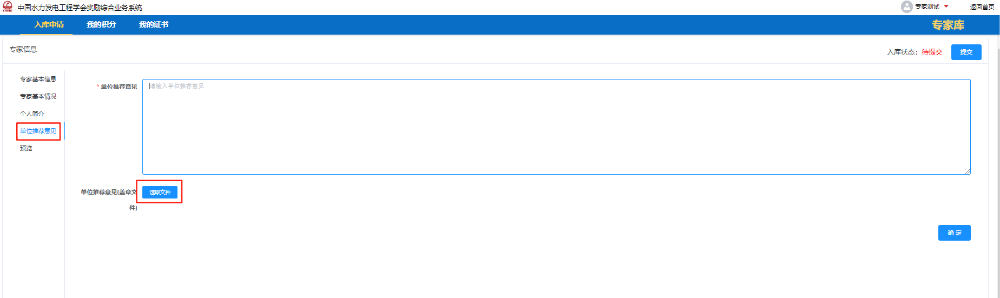 CSHE
中国水力发电工程学会奖励综合业务系统
专家测试
返回首页
入库申请
我的积分
我的证书
专家库
专家信息
入库状态：待提交
提交
专家基本信息
专家基本情况
个人简介
单位推荐意见
预览
* 单位推荐意见
请输入单位推荐意见
单位推荐意见(盖章文
件)
选取文件
确 定